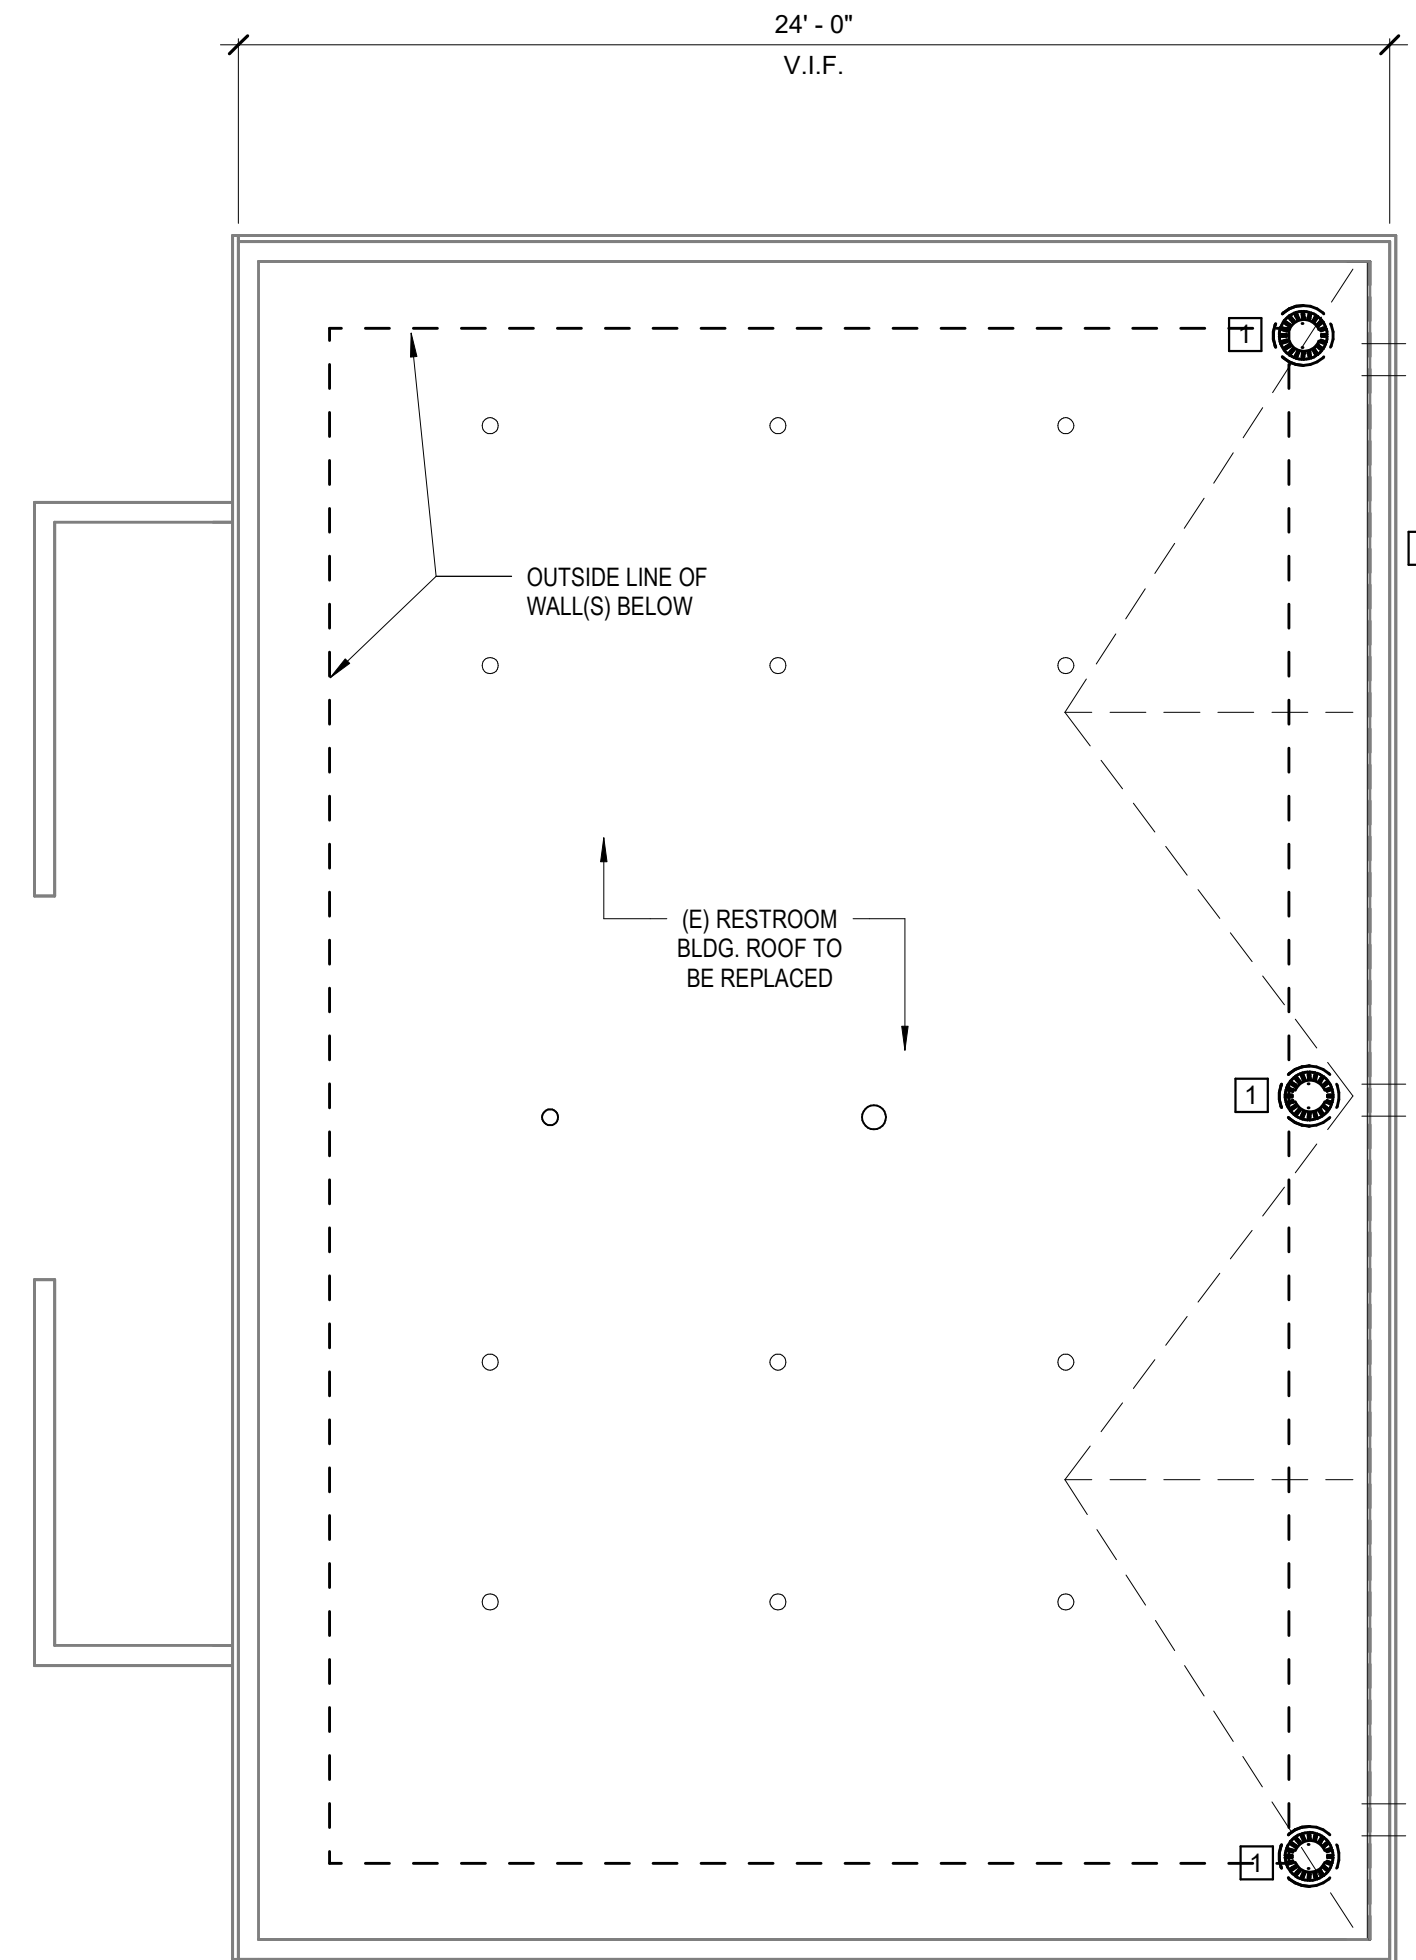 24' - 0"
V.I.F.
1
OUTSIDE LINE OF
WALL(S) BELOW
(E) RESTROOM
BLDG. ROOF TO
BE REPLACED
1
1